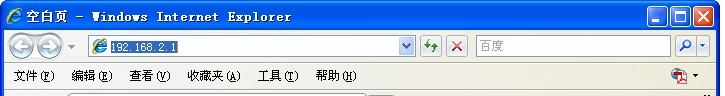 空白页 - Windows Internet Explorer
192.168.2.1 百度
文件(F) 编辑(E) 查看(V) 收藏夹(A) 工具(T) 帮助(H)